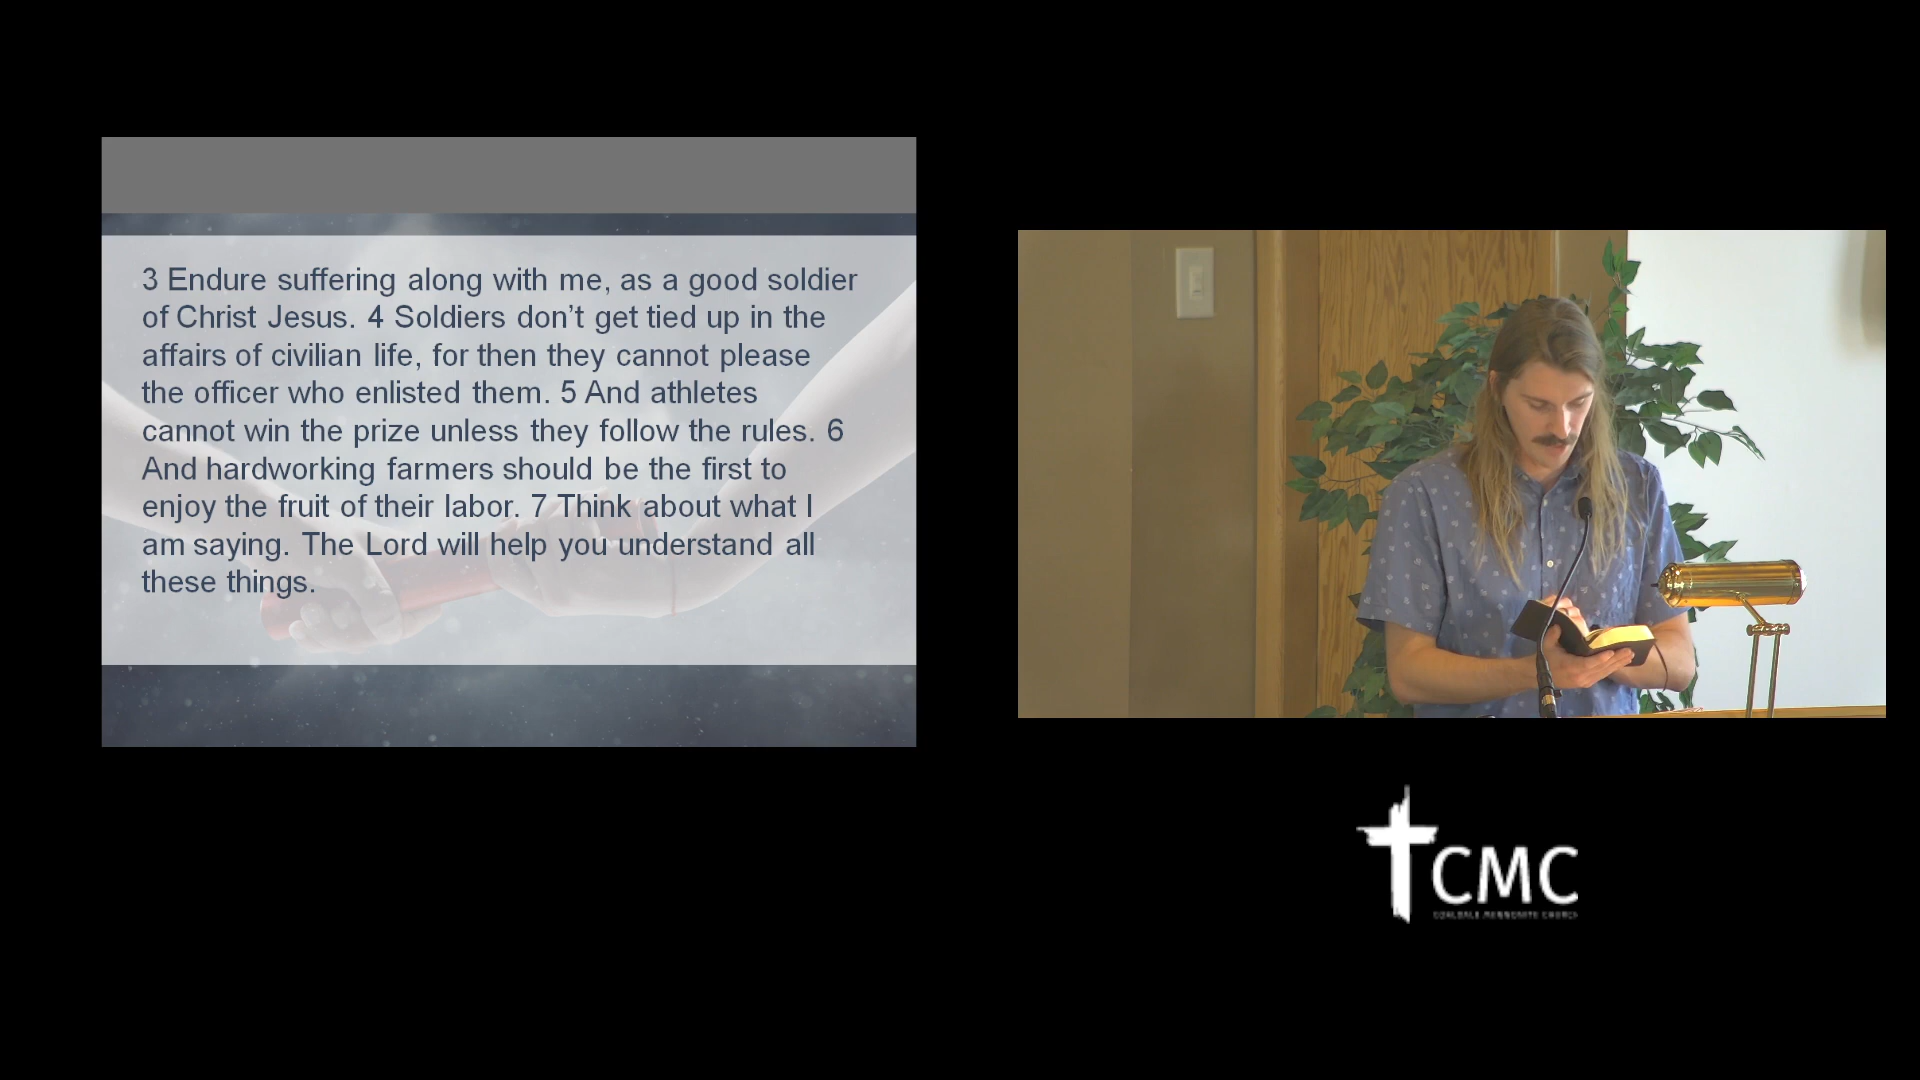 3 Endure suffering along with me, as a good soldier
of Christ Jesus. 4 Soldiers don’t get tied up in the
affairs of civilian life, for then they cannot please
the officer who enlisted them. 5 And athletes
cannot win the prize unless they follow the rules. 6
And hardworking farmers should be the first to
enjoy the fruit of their labor. 7 Think about what I
am saying. The Lord will help you understand all
these things.
CMC
COALDALE MENNONITE CHURCH